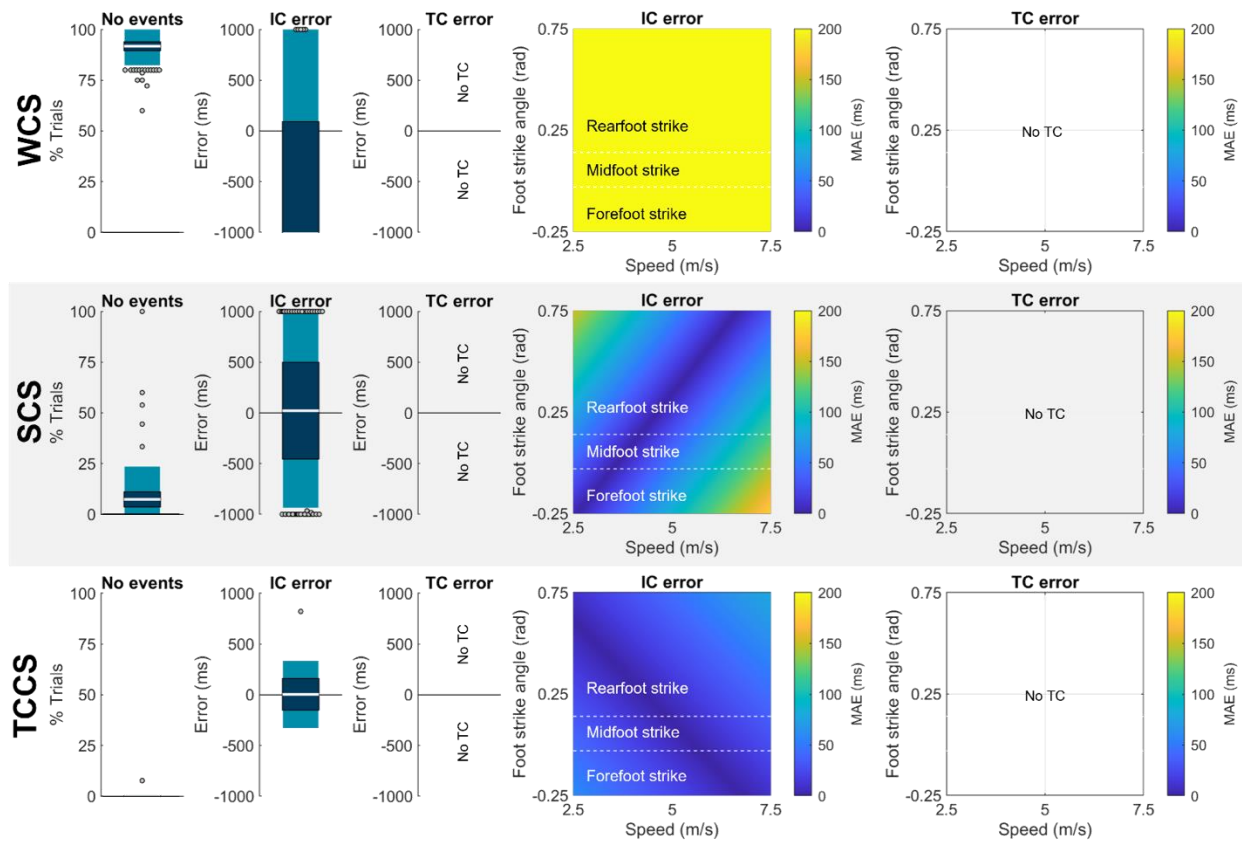 WCS
No events
% Trials
100
75
50
25
0
IC error
Error (ms)
1000
500
0
-500
-1000
TC error
Error (ms)
1000
500
0
-500
-1000
No TC
No TC
IC error
Foot strike angle (rad)
0.75
0.25
-0.25
Rearfoot strike
Midfoot strike
Forefoot strike
2.5 5 7.5
Speed (m/s)
200
150
100
50
0
MAE (ms)
TC error
Foot strike angle (rad)
0.75
0.25
-0.25
No TC
2.5 5 7.5
Speed (m/s)
200
150
100
50
0
MAE (ms)
SCS
No events
% Trials
100
75
50
25
0
IC error
Error (ms)
1000
500
0
-500
-1000
TC error
Error (ms)
1000
500
0
-500
-1000
No TC
No TC
IC error
Foot strike angle (rad)
0.75
0.25
-0.25
Rearfoot strike
Midfoot strike
Forefoot strike
2.5 5 7.5
Speed (m/s)
200
150
100
50
0
MAE (ms)
TC error
Foot strike angle (rad)
0.75
0.25
-0.25
No TC
2.5 5 7.5
Speed (m/s)
200
150
100
50
0
MAE (ms)
TCCS
No events
% Trials
100
75
50
25
0
IC error
Error (ms)
1000
500
0
-500
-1000
TC error
Error (ms)
1000
500
0
-500
-1000
No TC
No TC
IC error
Foot strike angle (rad)
0.75
0.25
-0.25
Rearfoot strike
Midfoot strike
Forefoot strike
2.5 5 7.5
Speed (m/s)
200
150
100
50
0
MAE (ms)
TC error
Foot strike angle (rad)
0.75
0.25
-0.25
No TC
2.5 5 7.5
Speed (m/s)
200
150
100
50
0
MAE (ms)